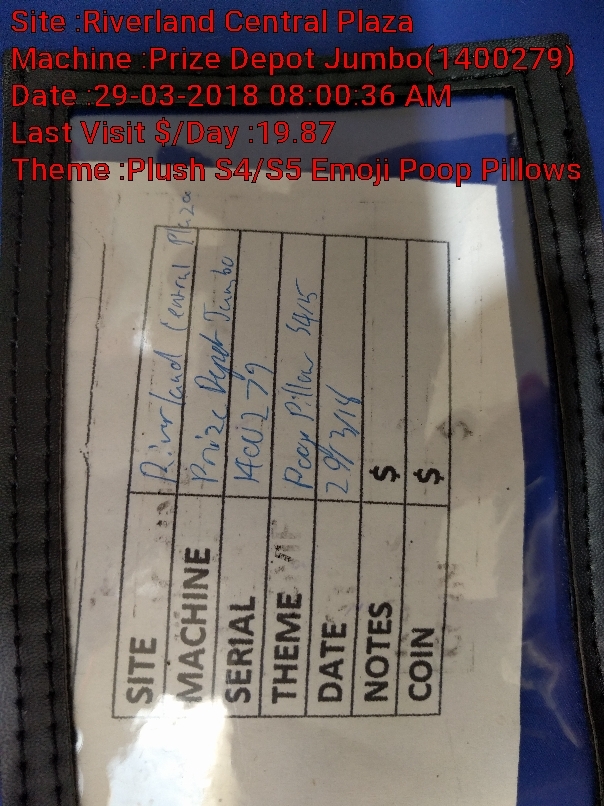 Site :Riverland Central Plaza
Machine :Prize Depot Jumbo(1400279)
Date :29-03-2018 08:00:36 AM
Last Visit $/Day :19.87
Theme :Plush S4/S5 Emoji Poop Pillows
SITE Riverland Central Plaza
MACHINE Prize Depot Jumbo
SERIAL 1400279
THEME Poop Pillow S4/5
DATE 29/3/18
NOTES $
COIN $